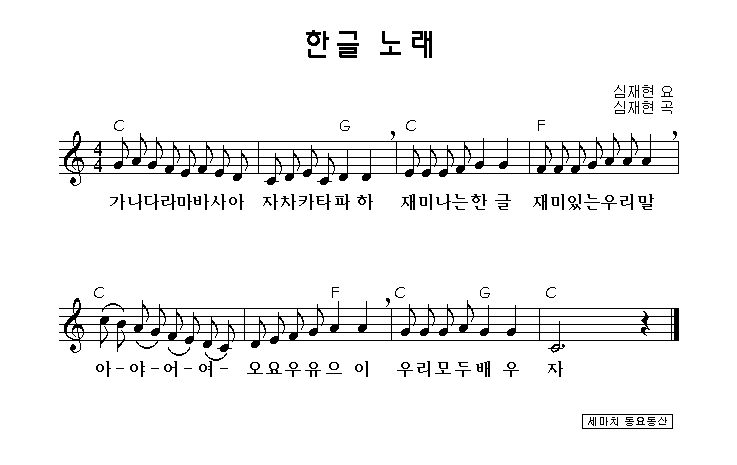 한글 노래
심재현 요
심재현 곡
C G C F
4
4
가나다라마바사아 자차카타파하 재미나는한글 재미있는우리말
C F C G C
아-야-어-여- 오요우유으이 우리모두배우 자
세마치 동요동산